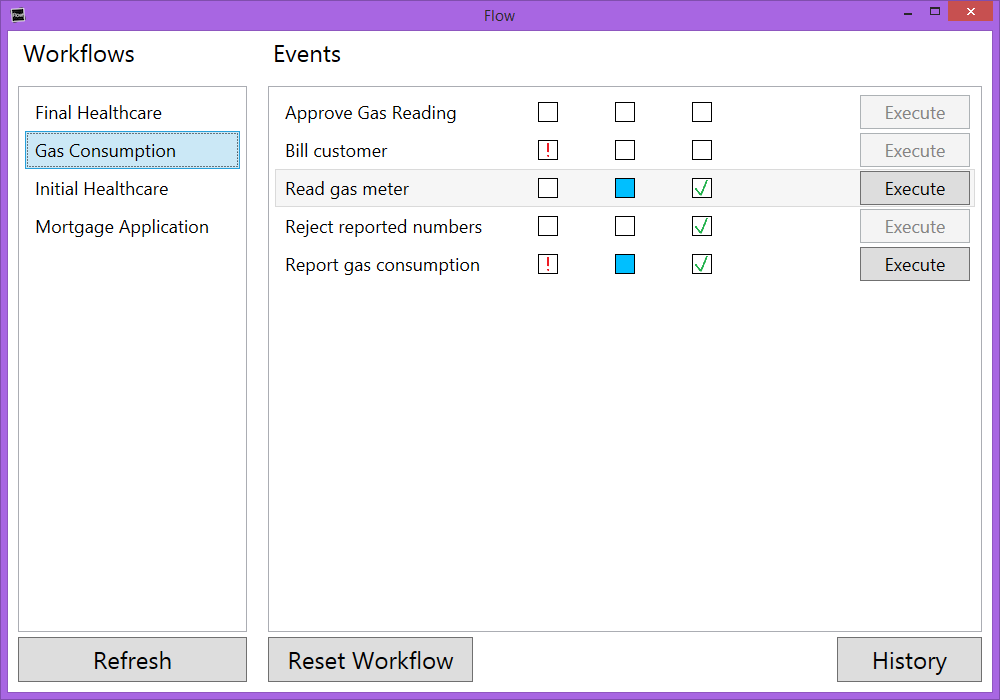 Flow
Workflows
Events
Final Healthcare
Gas Consumption
Initial Healthcare
Mortgage Application
Approve Gas Reading Execute
Bill customer ! Execute
Read gas meter Execute
Reject reported numbers Execute
Report gas consumption ! Execute
Refresh
Reset Workflow
History